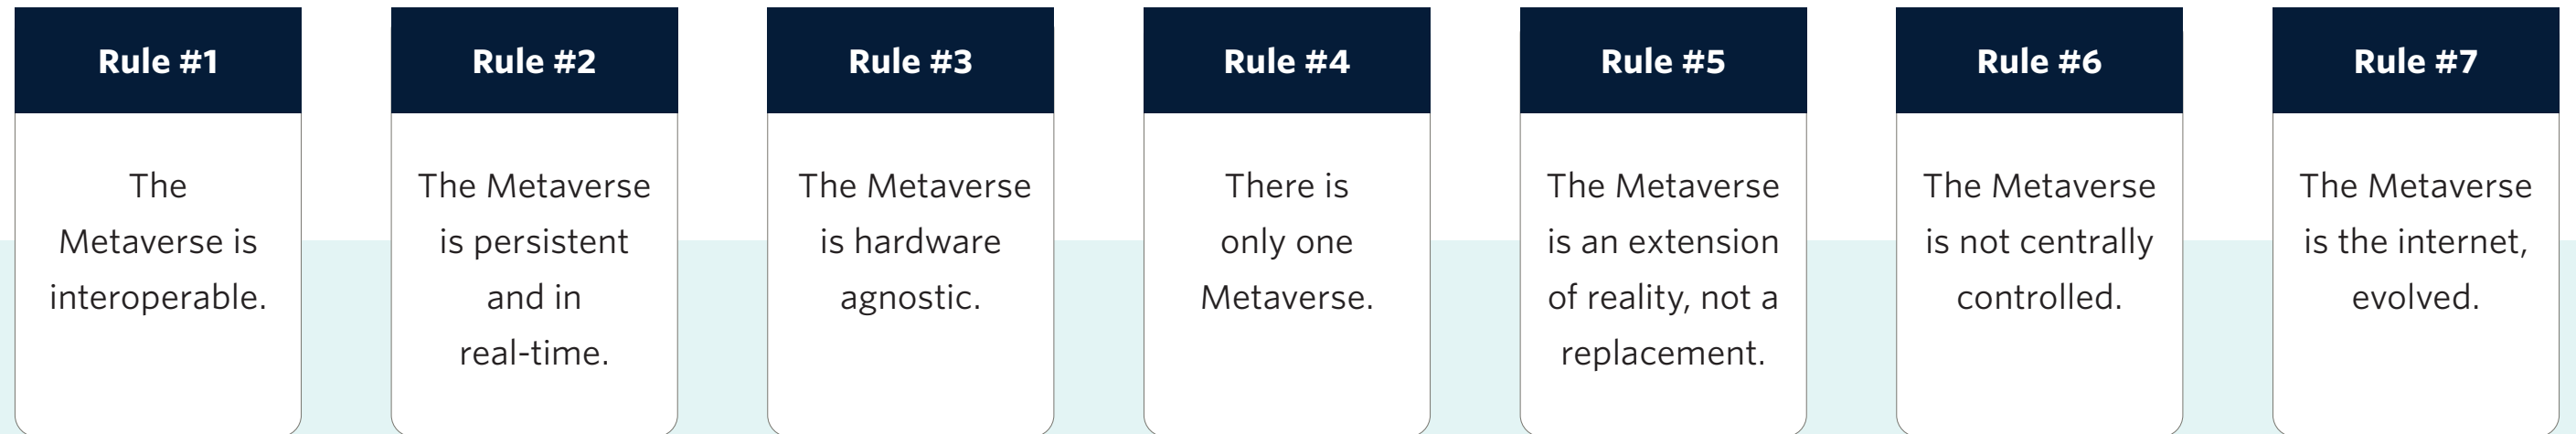 Rule #1
The
Metaverse is
interoperable.
Rule #2
The Metaverse
is persistent
and in
real-time.
Rule #3
The Metaverse
is hardware
agnostic.
Rule #4
There is
only one
Metaverse.
Rule #5
The Metaverse
is an extension
of reality, not a
replacement.
Rule #6
The Metaverse
is not centrally
controlled.
Rule #7
The Metaverse
is the internet,
evolved.